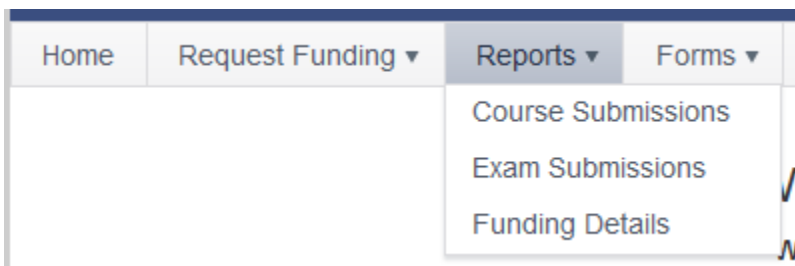 Home Request Funding ▾ Reports ▾ Forms ▾
Course Submissions
Exam Submissions
Funding Details